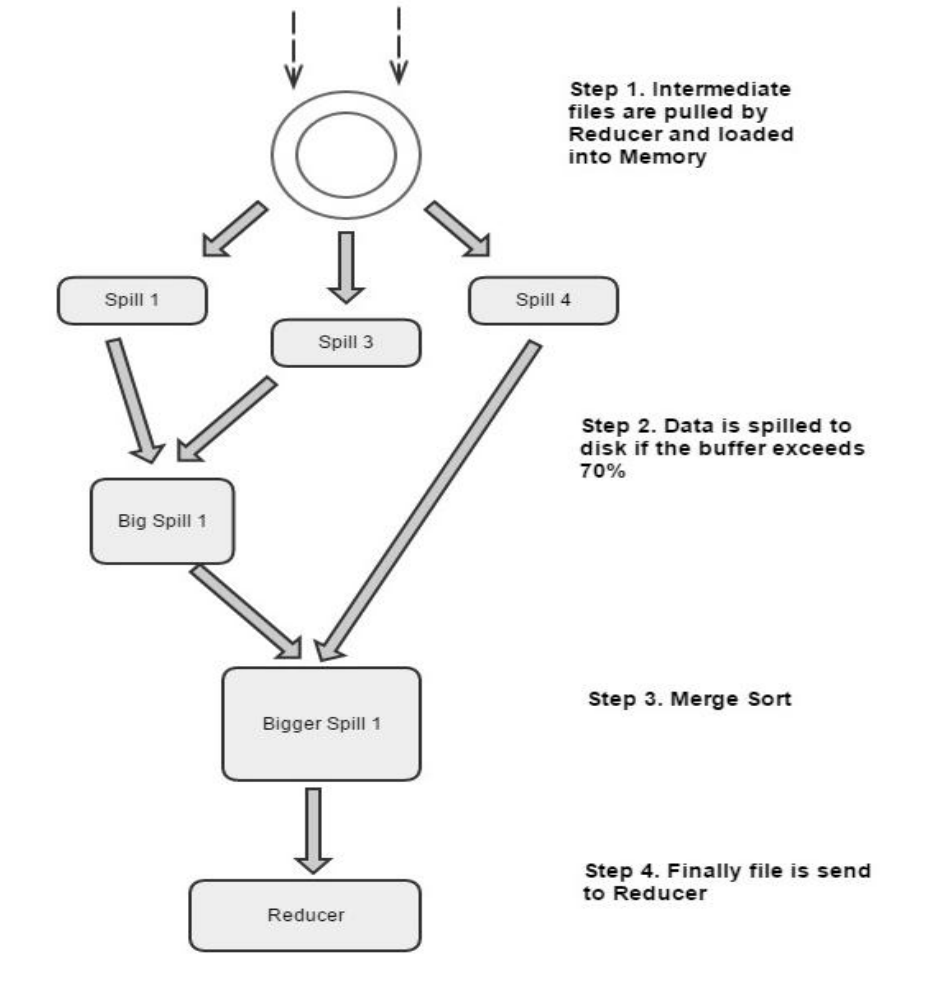 Step 1. Intermediate
files are pulled by
Reducer and loaded
into Memory
Spill 1
Spill 4
Spill 3
Step 2. Data is spilled to
disk if the buffer exceeds
70%
Big Spill 1
Step 3. Merge Sort
Bigger Spill 1
Step 4. Finally file is send
to Reducer
Reducer